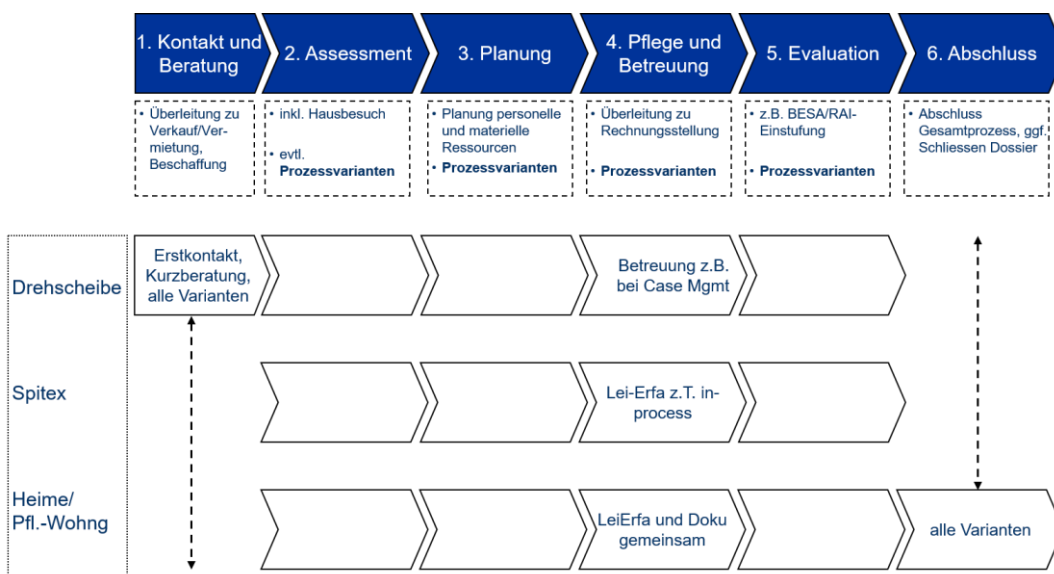 1. Kontakt und
Beratung
2. Assessment
3. Planung
4. Pflege und
Betreuung
5. Evaluation
6. Abschluss
• Überleitung zu
Verkauf/Ver-
mietung,
Beschaffung
• inkl. Hausbesuch
• evtl.
Prozessvarianten
• Planung personelle
und materielle
Ressourcen
• Prozessvarianten
• Überleitung zu
Rechnungsstellung
• Prozessvarianten
• z.B. BESA/RAI-
Einstufung
• Prozessvarianten
• Abschluss
Gesamtprozess, ggf.
Schliessen Dossier
Drehscheibe
Erstkontakt,
Kurzberatung,
alle Varianten
Betreuung z.B.
bei Case Mgmt
Spitex
Lei-Erfa z.T. in-
process
Heime/
Pfl.-Wohng
LeiErfa und Doku
gemeinsam
alle Varianten